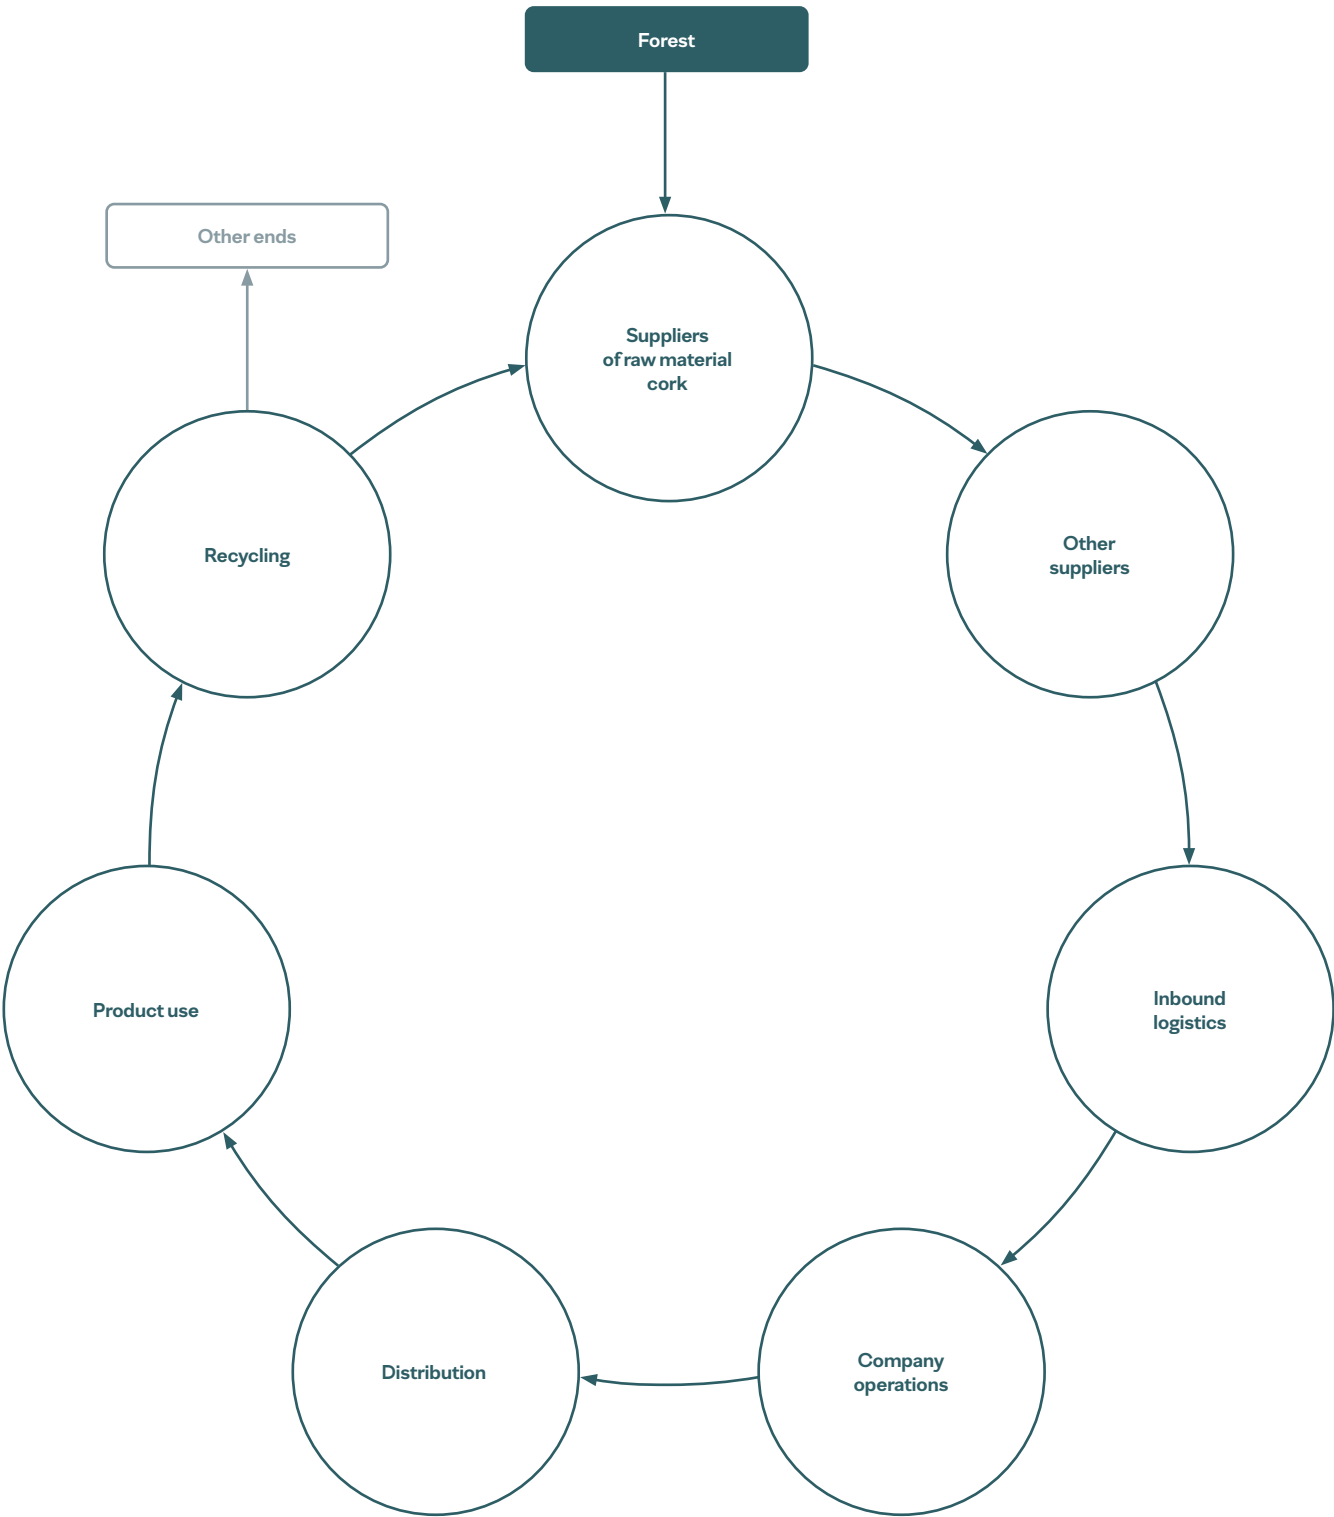 Forest
Other ends
Suppliers
of raw material
cork
Other
suppliers
Recycling
Inbound
logistics
Product use
Company
operations
Distribution